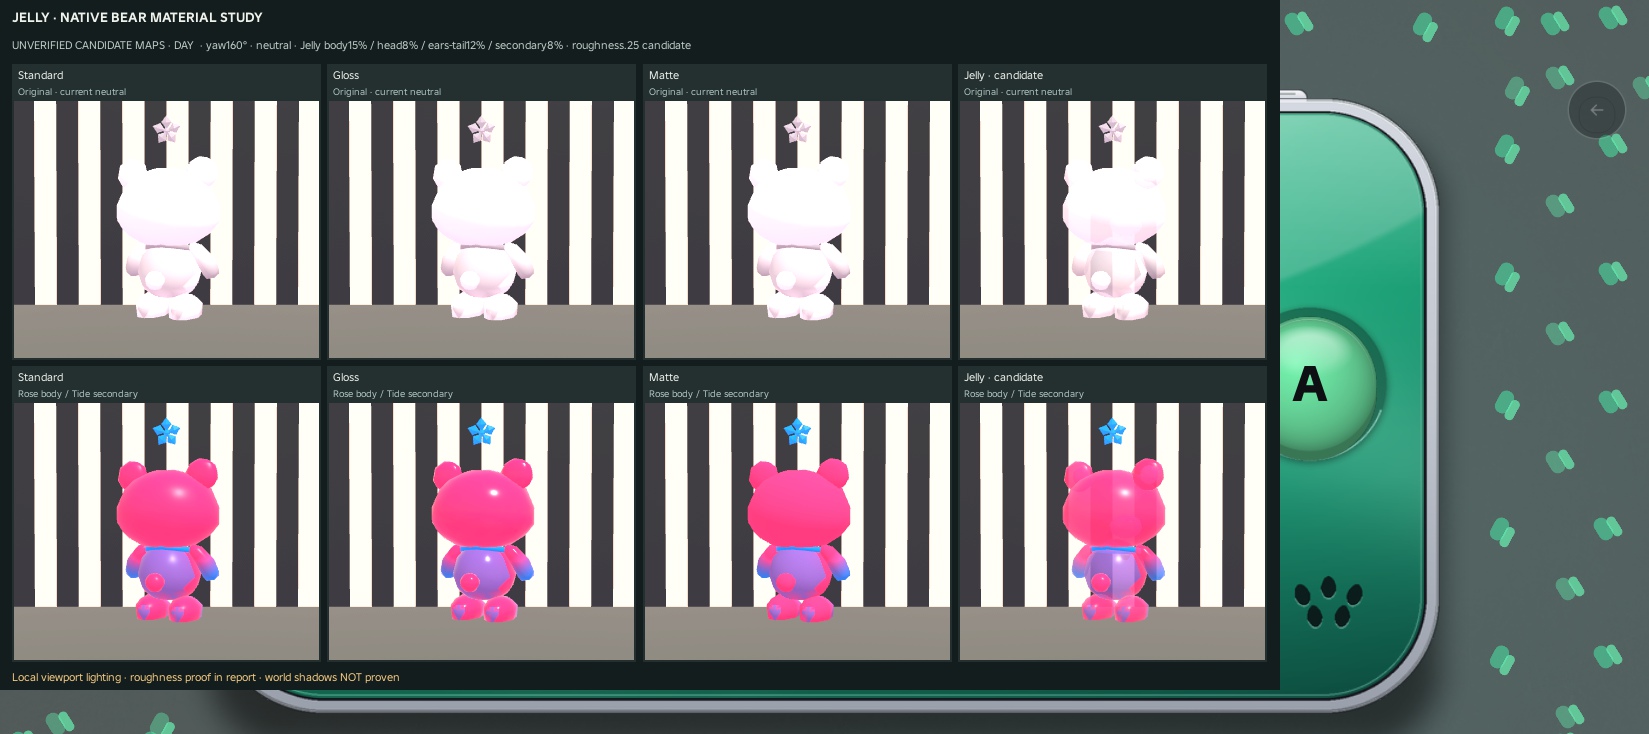 JELLY · NATIVE BEAR MATERIAL STUDY
UNVERIFIED CANDIDATE MAPS · DAY · yaw160° · neutral · Jelly body15% / head8% / ears-tail12% / secondary8% · roughness.25 candidate
Standard
Original · current neutral
Gloss
Original · current neutral
Matte
Original · current neutral
Jelly · candidate
Original · current neutral
Standard
Rose body / Tide secondary
Gloss
Rose body / Tide secondary
Matte
Rose body / Tide secondary
Jelly · candidate
Rose body / Tide secondary
Local viewport lighting · roughness proof in report · world shadows NOT proven
A